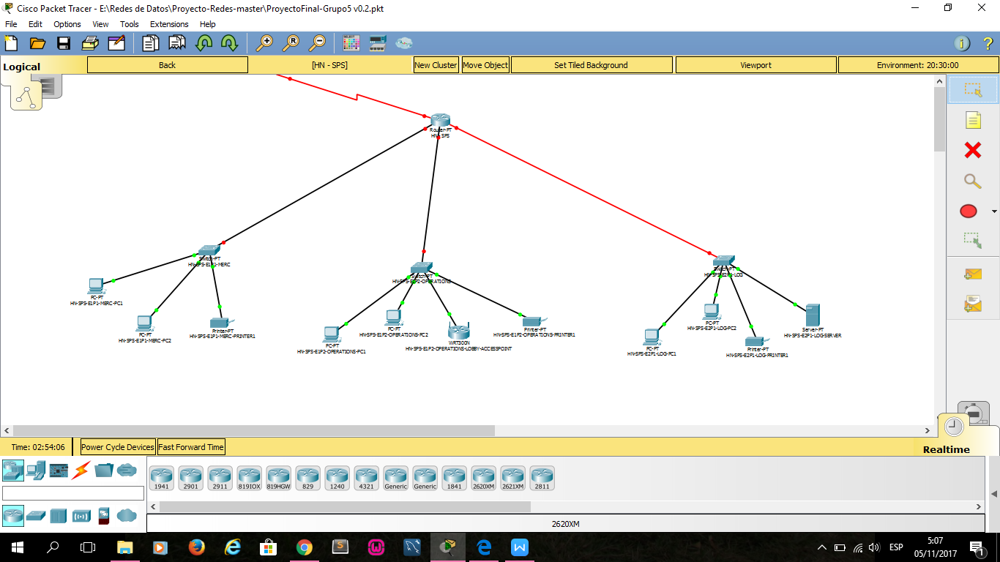 Cisco Packet Tracer - E:\Redes de Datos\Proyecto-Redes-master\ProyectoFinal-Grupo5 v0.2.pkt
File Edit Options View Tools Extensions Help
Logical Back [HN - SPS] New Cluster Move Object Set Tiled Background Viewport Environment: 20:30:00
Router-PT
HN - SPS
Switch-PT
HN-SPS-E1P1-MERC
Switch-PT
HN-SPS-E1P2-OPERATIONS
Switch-PT
HN-SPS-E2P1-LOG
PC-PT
HN-SPS-E1P1-MERC-PC1
PC-PT
HN-SPS-E1P1-MERC-PC2
Printer-PT
HN-SPS-E1P1-MERC-PRINTER1
PC-PT
HN-SPS-E1P2-OPERATIONS-PC1
PC-PT
HN-SPS-E1P2-OPERATIONS-PC2
WRT300N
HN-SPS-E1P2-OPERATIONS-LOBBY-ACCESSPOINT
Printer-PT
HN-SPS-E1P2-OPERATIONS-PRINTER1
PC-PT
HN-SPS-E2P1-LOG-PC1
PC-PT
HN-SPS-E2P1-LOG-PC2
Printer-PT
HN-SPS-E2P1-LOG-PRINTER1
Server-PT
HN-SPS-E2P1-LOG-SERVER
Time: 02:54:06 Power Cycle Devices Fast Forward Time Realtime
1941 2901 2911 819IOX 819HGW 829 1240 4321 Generic Generic 1841 2620XM 2621XM 2811
2620XM
ESP 5:07
05/11/2017